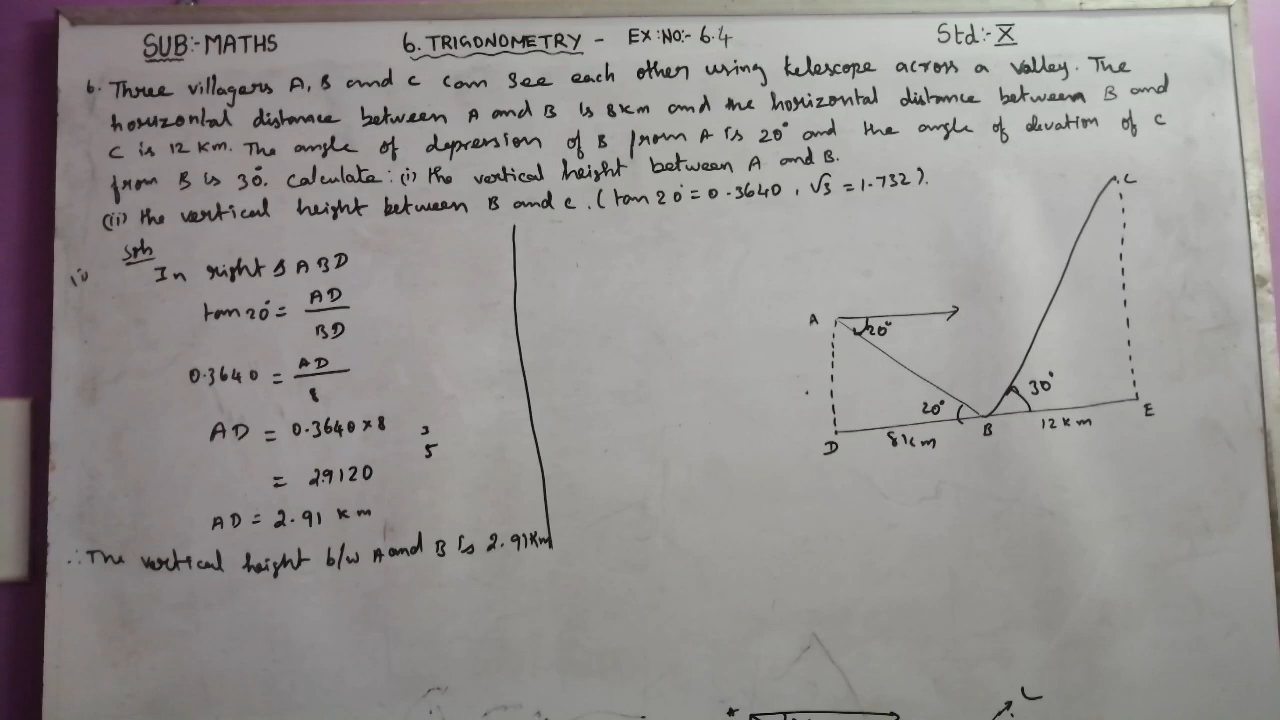 SUB:- MATHS 6. TRIGONOMETRY - EX:NO:- 6.4 Std:- X
6. Three villagers A, B and C can see each other using telescope across a valley. The
horizontal distance between A and B is 8km and the horizontal distance between B and
C is 12 Km. The angle of depression of B from A is 20° and the angle of elevation of C
from B is 30°. Calculate: (i) the vertical height between A and B.
(ii) the vertical height between B and C. (tan 20° = 0.3640, √3 = 1.732).
Soln
(i) In right Δ ABD
tan 20° = AD / BD
0.3640 = AD / 8
AD = 0.3640 × 8
3
5
= 2.9120
AD = 2.91 Km
∴ The vertical height b/w A and B is 2.91Km
C
A
20°
20°
30°
D
8Km
B
12 Km
E
A
C